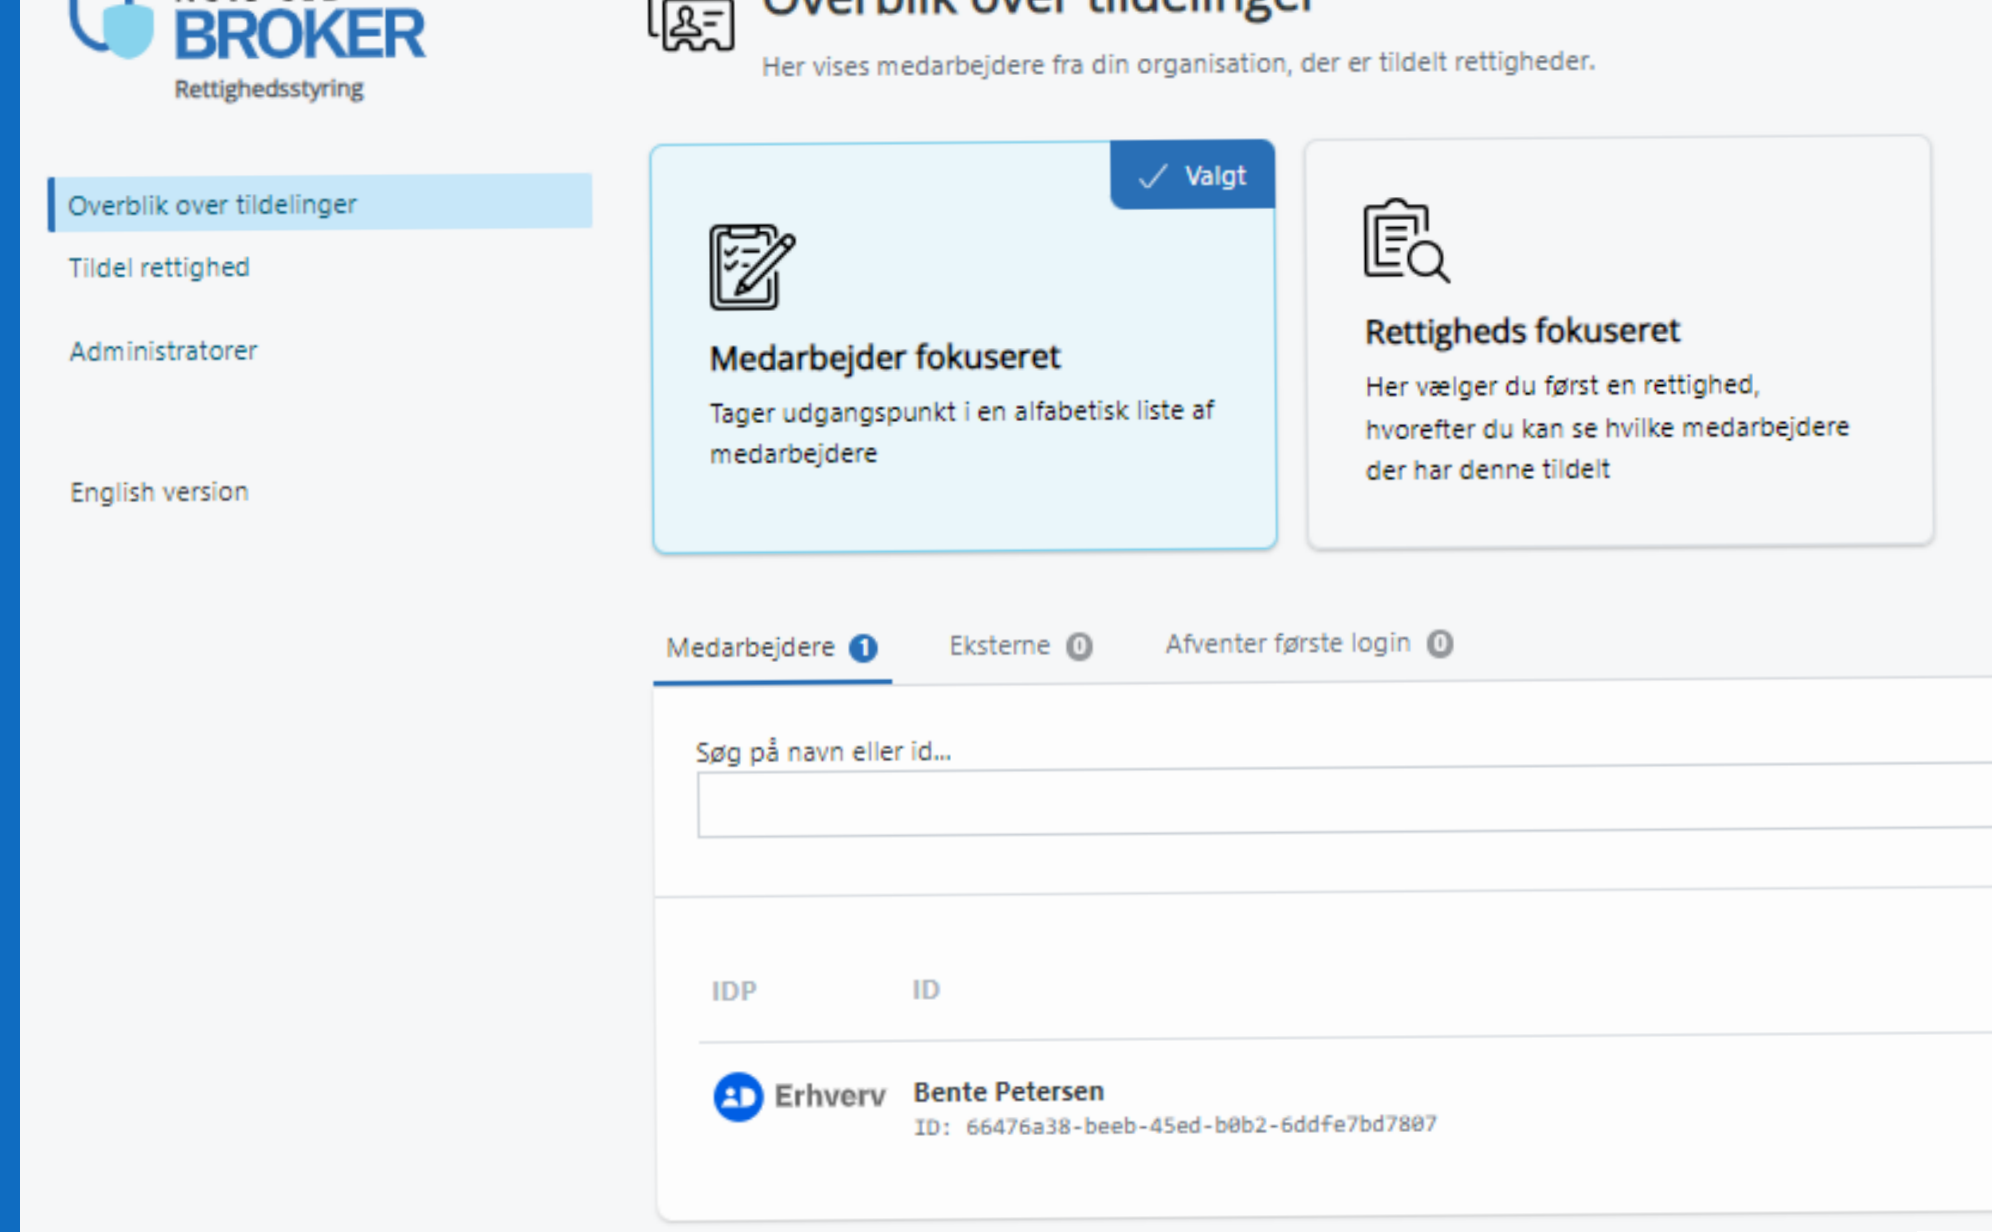 BROKER
Rettighedsstyring
Overblik over tildelinger
Her vises medarbejdere fra din organisation, der er tildelt rettigheder.
Overblik over tildelinger
Tildel rettighed
Administratorer
English version
Valgt
Medarbejder fokuseret
Tager udgangspunkt i en alfabetisk liste af
medarbejdere
Rettigheds fokuseret
Her vælger du først en rettighed,
hvorefter du kan se hvilke medarbejdere
der har denne tildelt
Medarbejdere 1
Eksterne 0
Afventer første login 0
Søg på navn eller id...
IDP ID
Erhverv Bente Petersen
ID: 66476a38-beeb-45ed-b0b2-6ddfe7bd7807